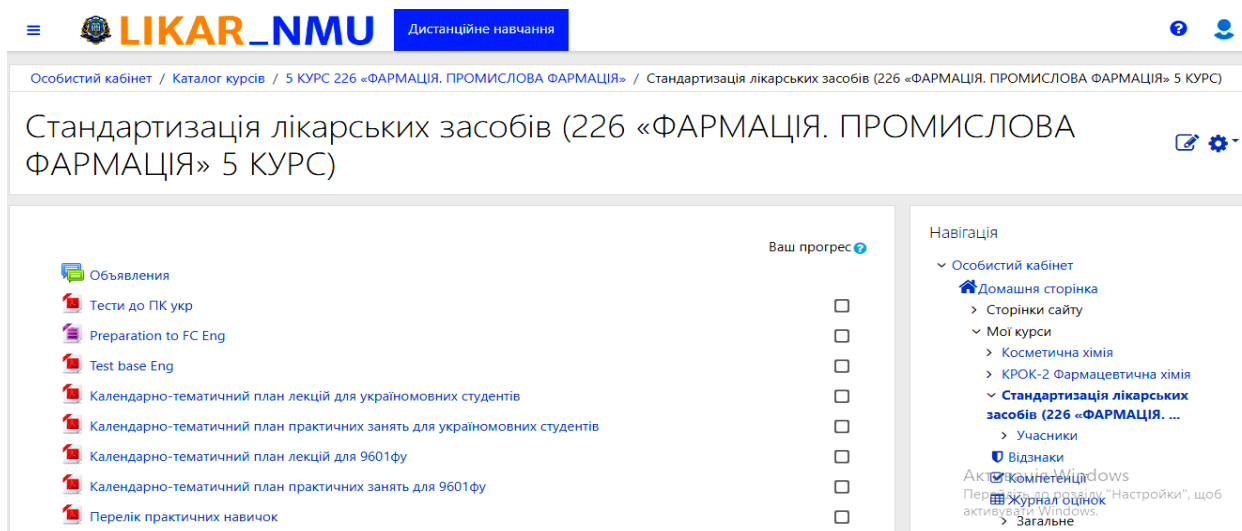 LIKAR_NMU Дистанційне навчання
Особистий кабінет / Каталог курсів / 5 КУРС 226 «ФАРМАЦІЯ. ПРОМИСЛОВА ФАРМАЦІЯ» / Стандартизація лікарських засобів (226 «ФАРМАЦІЯ. ПРОМИСЛОВА ФАРМАЦІЯ» 5 КУРС)
Стандартизація лікарських засобів (226 «ФАРМАЦІЯ. ПРОМИСЛОВА
ФАРМАЦІЯ» 5 КУРС)
Ваш прогрес
Объявления
Тести до ПК укр
Preparation to FC Eng
Test base Eng
Календарно-тематичний план лекцій для україномовних студентів
Календарно-тематичний план практичних занять для україномовних студентів
Календарно-тематичний план лекцій для 9601фу
Календарно-тематичний план практичних занять для 9601фу
Перелік практичних навичок
Навігація
Особистий кабінет
Домашня сторінка
Сторінки сайту
Мої курси
Косметична хімія
КРОК-2 Фармацевтична хімія
Стандартизація лікарських
засобів (226 «ФАРМАЦІЯ. ...
Учасники
Відзнаки
Активація Windows
Компетенції
Перейдіть до розділу "Настройки", щоб
Журнал оцінок
активувати Windows.
Загальне